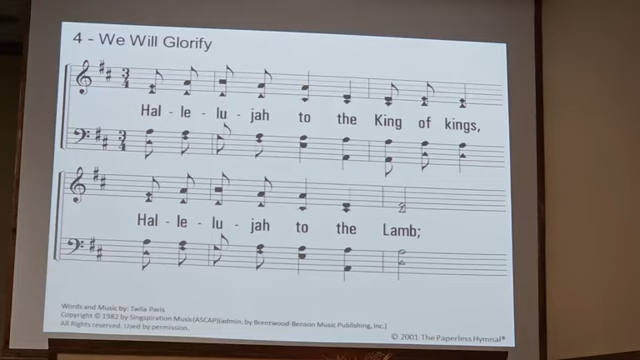 4 - We Will Glorify
Hal - le - lu - jah to the King of kings,
Hal - le - lu - jah to the Lamb;
Words and Music by: Twila Paris
Copyright © 1982 by Singspiration Music(ASCAP)(admin. by Brentwood-Benson Music Publishing, Inc.)
All Rights reserved. Used by permission.
© 2001 The Paperless Hymnal®